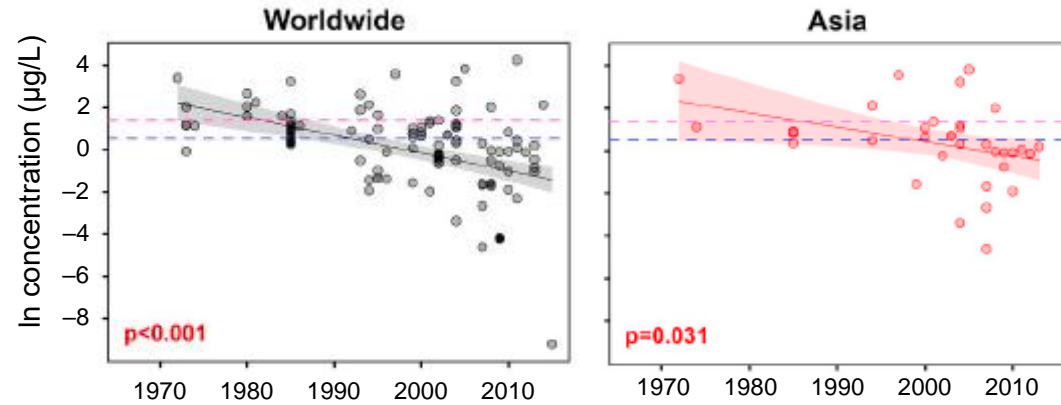 Worldwide
Asia
ln concentration (µg/L)
4
2
0
–2
–4
–6
–8
p<0.001
p=0.031
1970 1980 1990 2000 2010
1970 1980 1990 2000 2010